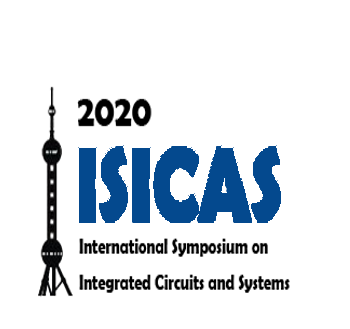 2020
ISICAS
International Symposium on
Integrated Circuits and Systems